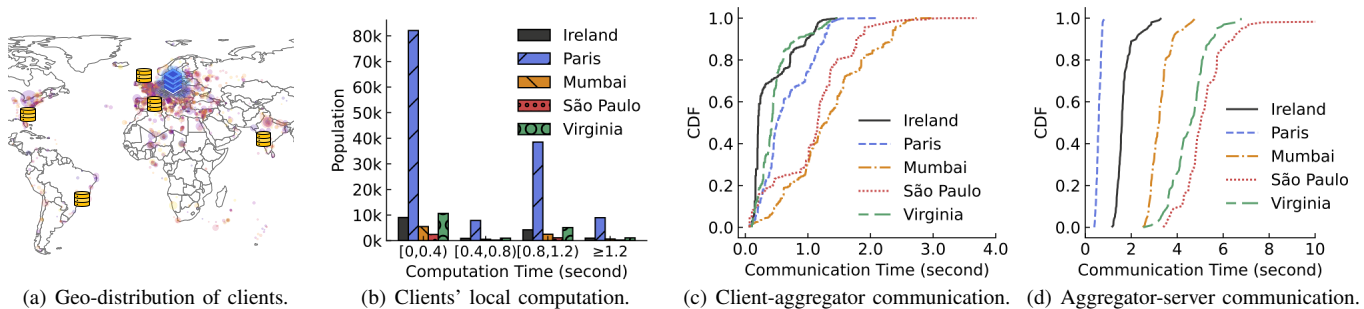 Population
80K
70K
60K
50K
40K
30K
20K
10K
0K
[0,0.4)
[0.4,0.8)
[0.8,1.2)
≥1.2
Computation Time (second)
Ireland
Paris
Mumbai
São Paulo
Virginia
CDF
1.0
0.8
0.6
0.4
0.2
0.0
0.0
1.0
2.0
3.0
4.0
Communication Time (second)
Ireland
Paris
Mumbai
São Paulo
Virginia
CDF
1.0
0.8
0.6
0.4
0.2
0.0
0
2
4
6
8
10
Communication Time (second)
Ireland
Paris
Mumbai
São Paulo
Virginia
(a) Geo-distribution of clients.
(b) Clients' local computation.
(c) Client-aggregator communication.
(d) Aggregator-server communication.